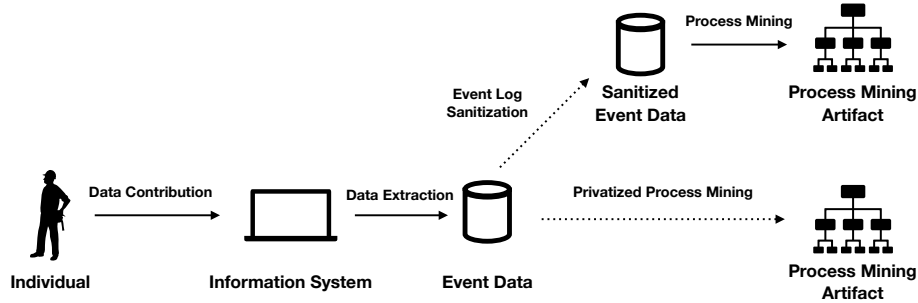 Process Mining
Event Log
Sanitization
Sanitized
Event Data
Process Mining
Artifact
Data Contribution
Data Extraction
Privatized Process Mining
Individual
Information System
Event Data
Process Mining
Artifact